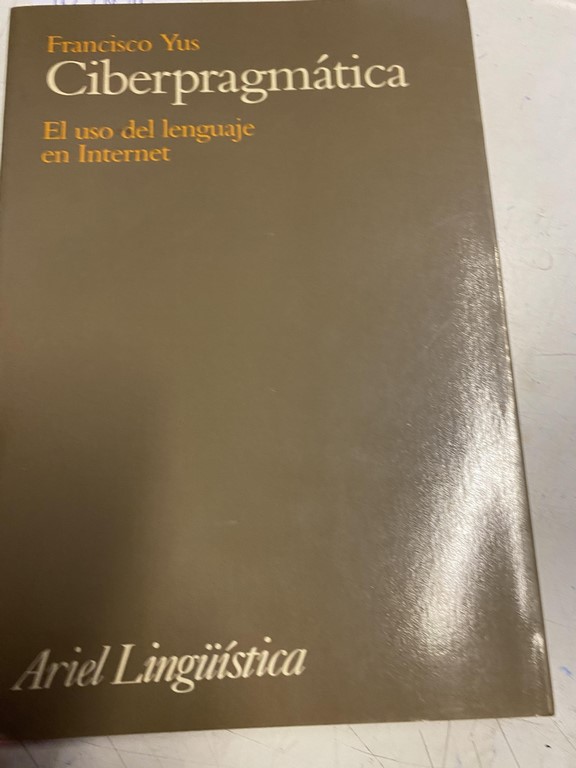 Francisco Yus
Ciberpragmática
El uso del lenguaje
en Internet
Ariel Lingüística